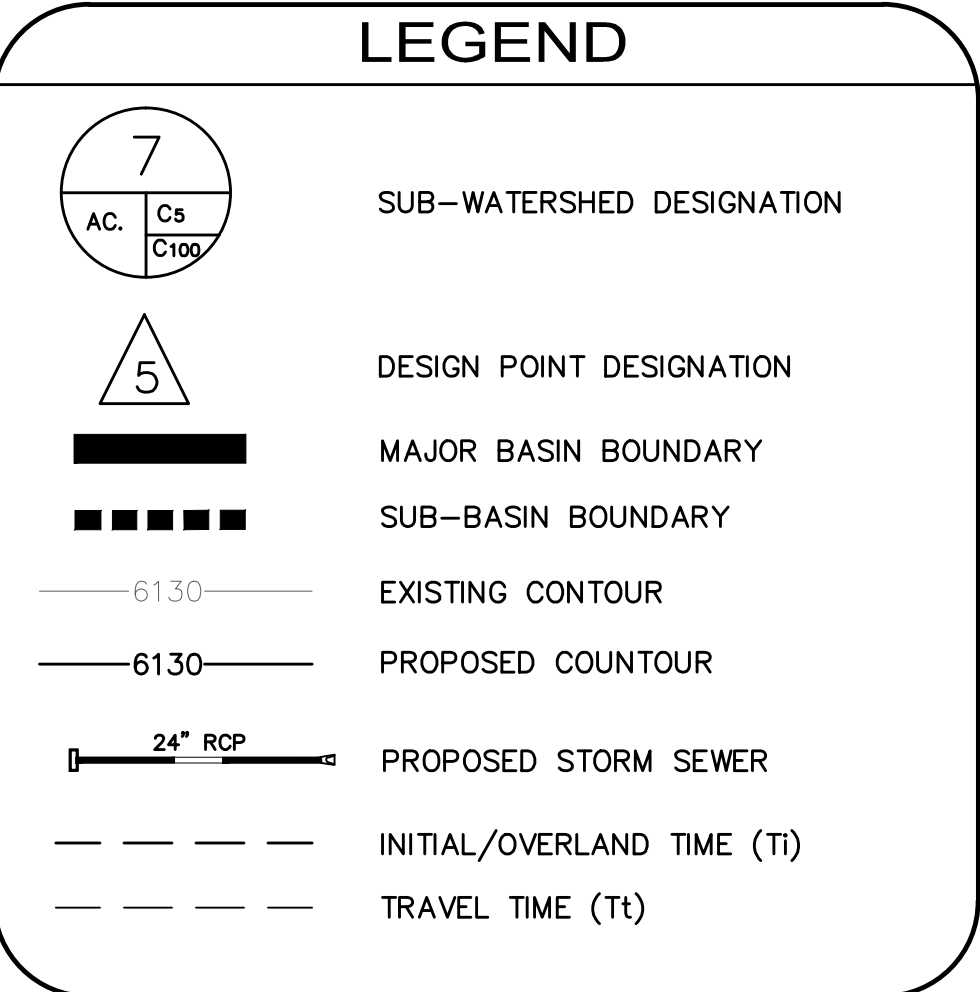 LEGEND
7
AC.
C5
C100
SUB-WATERSHED DESIGNATION
5
DESIGN POINT DESIGNATION
MAJOR BASIN BOUNDARY
SUB-BASIN BOUNDARY
6130
EXISTING CONTOUR
6130
PROPOSED COUNTOUR
24" RCP
PROPOSED STORM SEWER
INITIAL/OVERLAND TIME (Ti)
TRAVEL TIME (Tt)